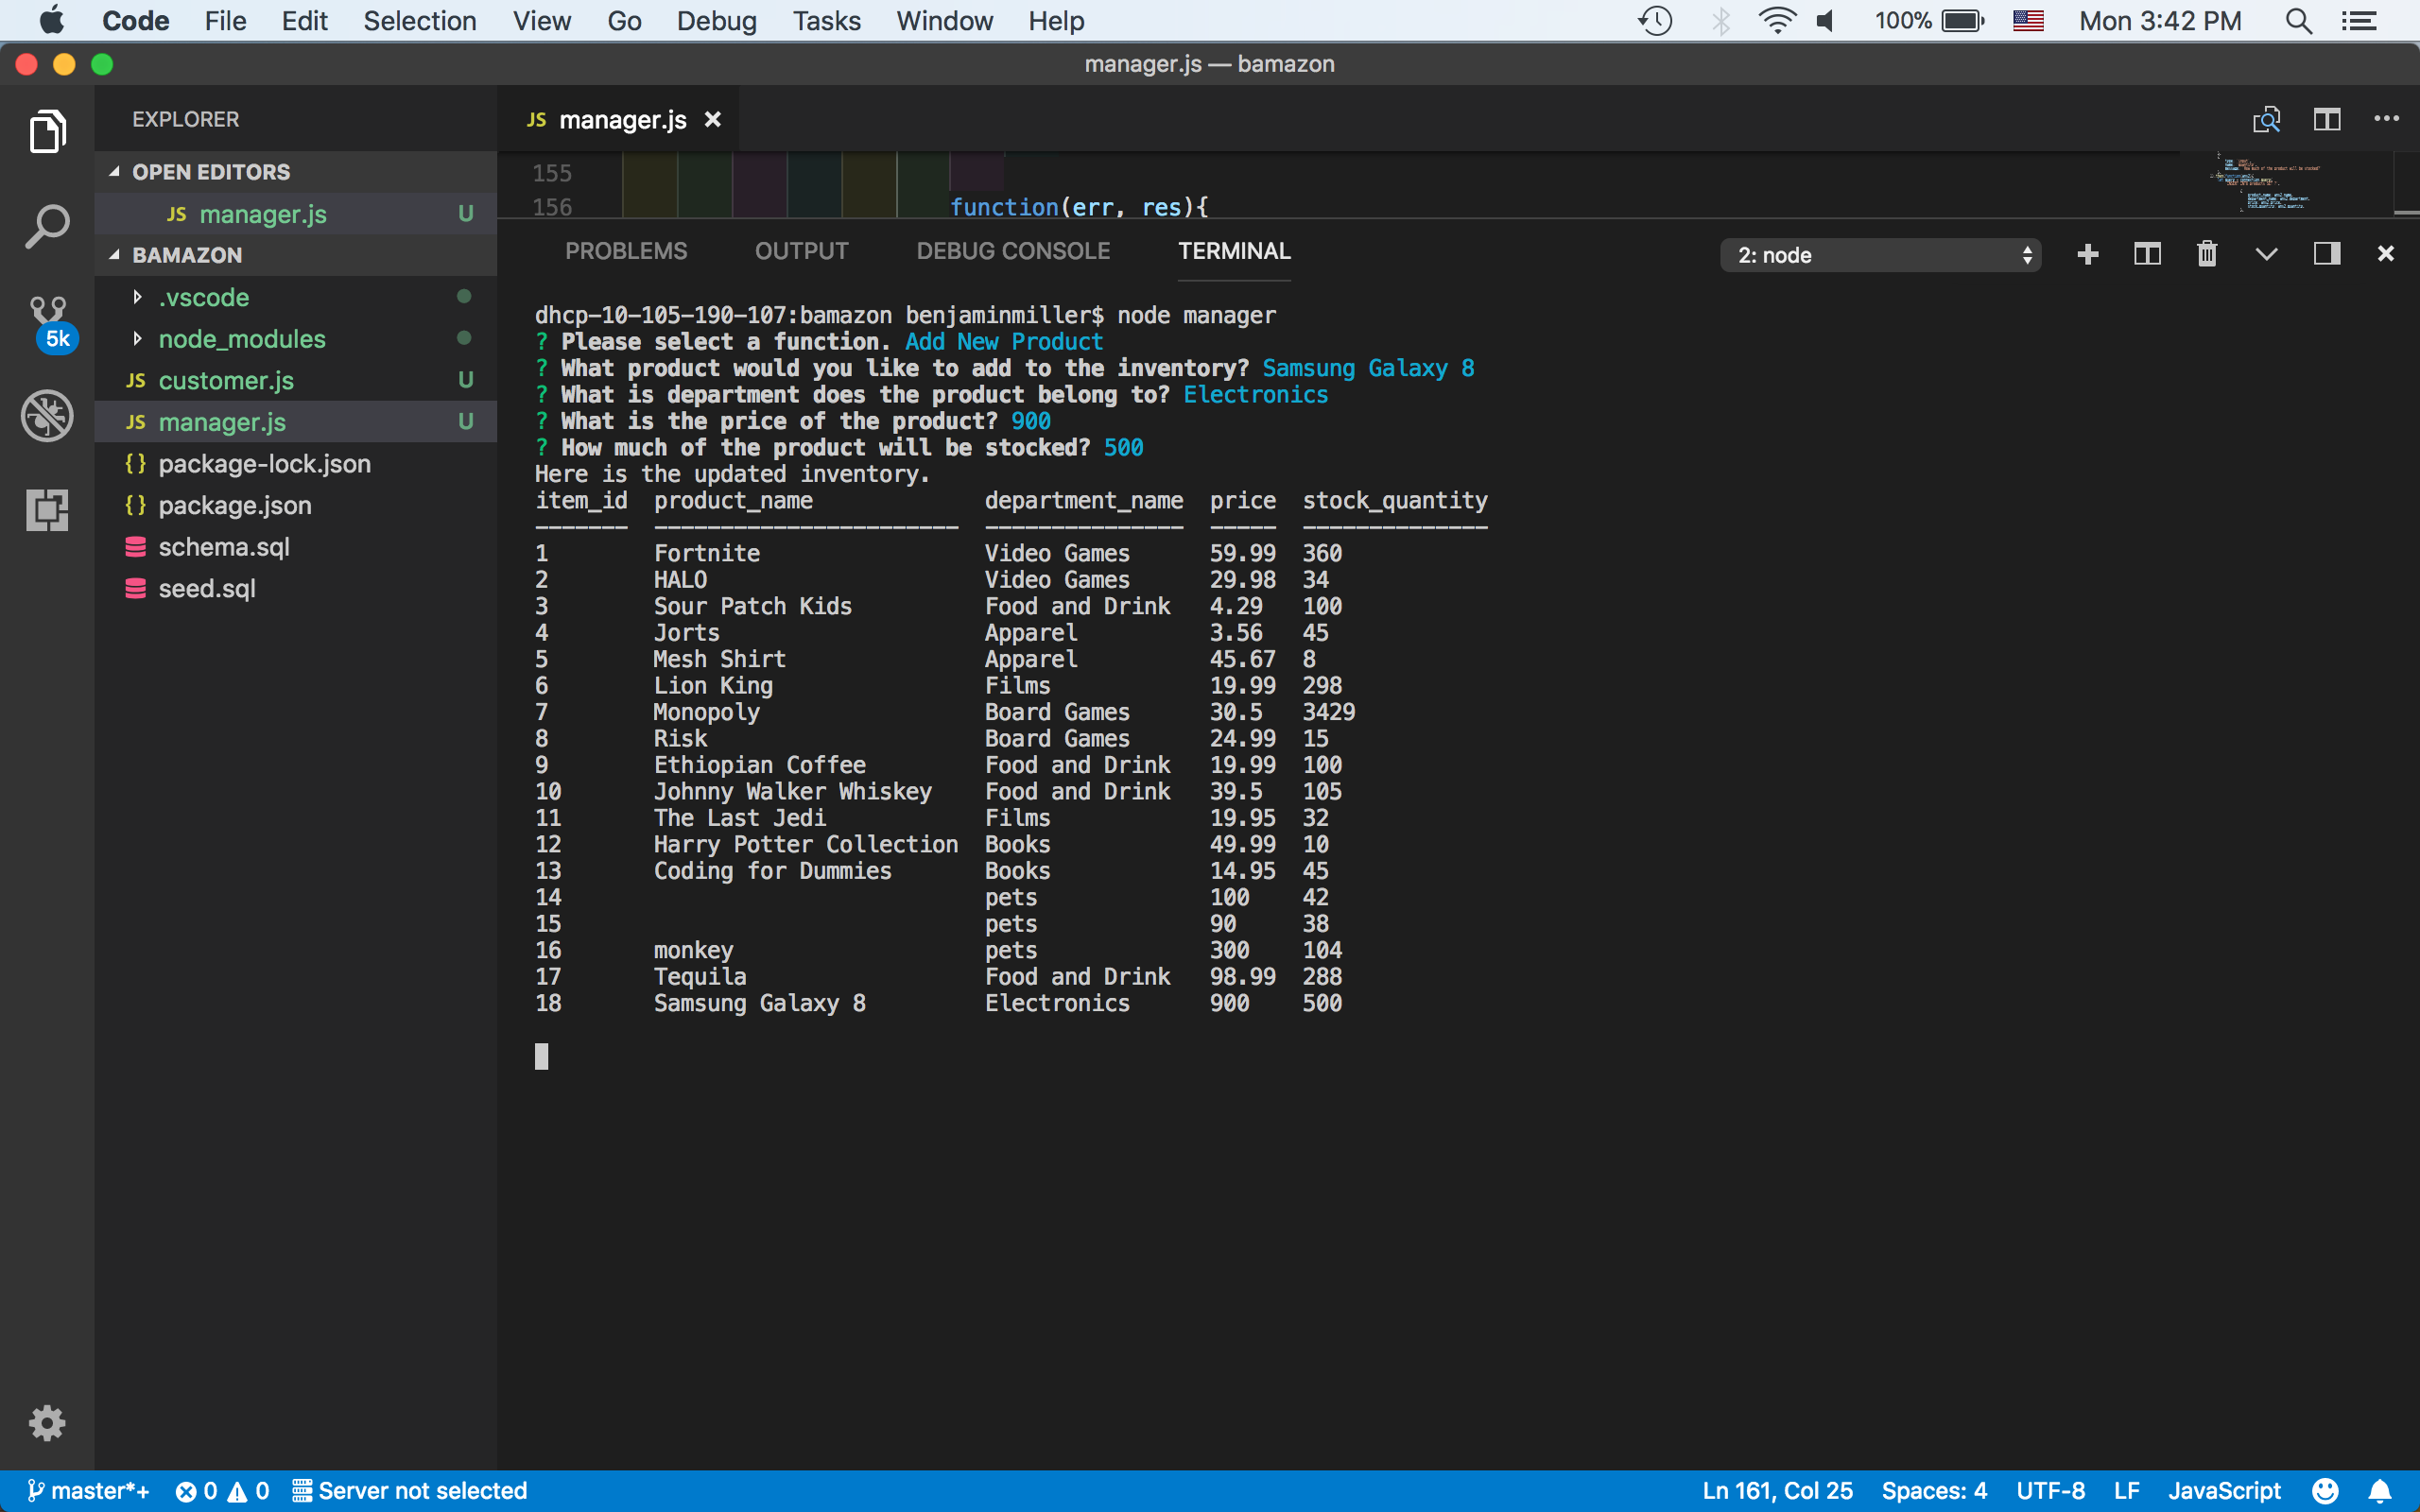 Code File Edit Selection View Go Debug Tasks Window Help 100% Mon 3:42 PM
manager.js — bamazon
EXPLORER
OPEN EDITORS
JS manager.js U
BAMAZON
.vscode
node_modules
JS customer.js U
JS manager.js U
{} package-lock.json
{} package.json
schema.sql
seed.sql
5k
JS manager.js ×
155
156 function(err, res){
PROBLEMS OUTPUT DEBUG CONSOLE TERMINAL 2: node
dhcp-10-105-190-107:bamazon benjaminmiller$ node manager
? Please select a function. Add New Product
? What product would you like to add to the inventory? Samsung Galaxy 8
? What is department does the product belong to? Electronics
? What is the price of the product? 900
? How much of the product will be stocked? 500
Here is the updated inventory.
item_id product_name department_name price stock_quantity
------- ----------------------- --------------- ----- --------------
1 Fortnite Video Games 59.99 360
2 HALO Video Games 29.98 34
3 Sour Patch Kids Food and Drink 4.29 100
4 Jorts Apparel 3.56 45
5 Mesh Shirt Apparel 45.67 8
6 Lion King Films 19.99 298
7 Monopoly Board Games 30.5 3429
8 Risk Board Games 24.99 15
9 Ethiopian Coffee Food and Drink 19.99 100
10 Johnny Walker Whiskey Food and Drink 39.5 105
11 The Last Jedi Films 19.95 32
12 Harry Potter Collection Books 49.99 10
13 Coding for Dummies Books 14.95 45
14 pets 100 42
15 pets 90 38
16 monkey pets 300 104
17 Tequila Food and Drink 98.99 288
18 Samsung Galaxy 8 Electronics 900 500
master*+ 0 0 Server not selected Ln 161, Col 25 Spaces: 4 UTF-8 LF JavaScript